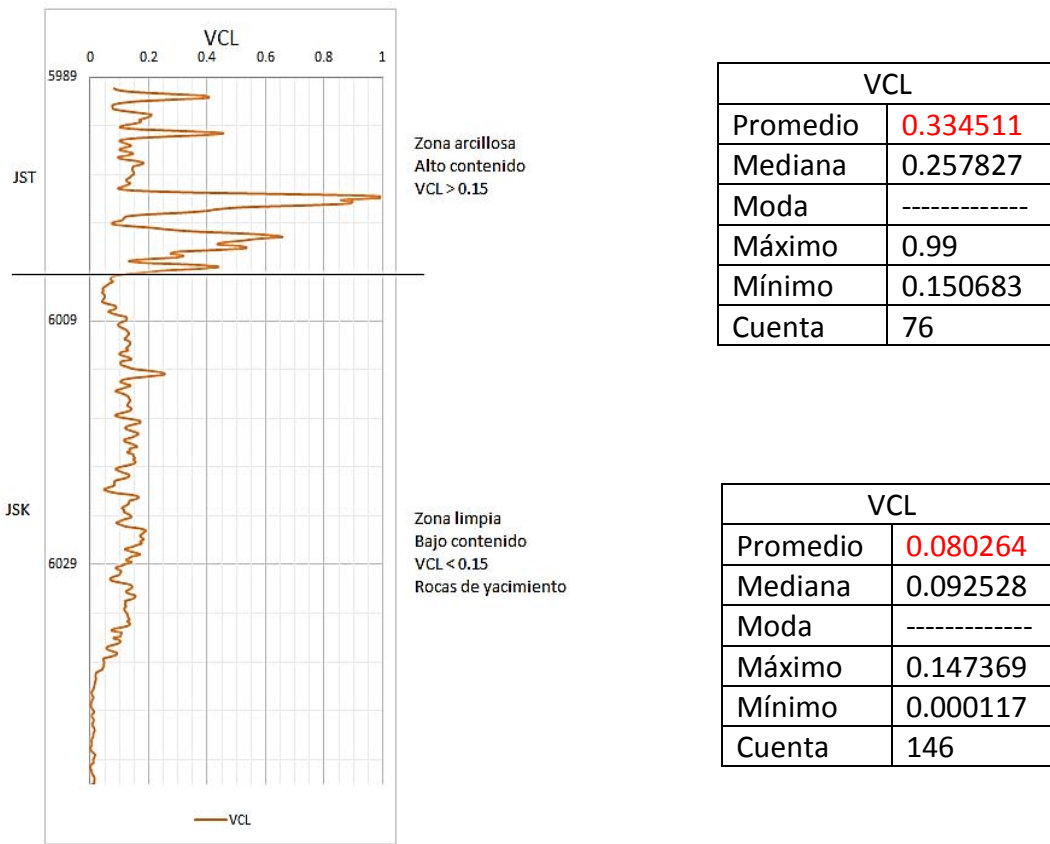 VCL
0 0.2 0.4 0.6 0.8 1
5989
JST
6009
JSK
6029
VCL
Zona arcillosa
Alto contenido
VCL > 0.15
Zona limpia
Bajo contenido
VCL < 0.15
Rocas de yacimiento
VCL
Promedio 0.334511
Mediana 0.257827
Moda -------------
Máximo 0.99
Mínimo 0.150683
Cuenta 76
VCL
Promedio 0.080264
Mediana 0.092528
Moda -------------
Máximo 0.147369
Mínimo 0.000117
Cuenta 146